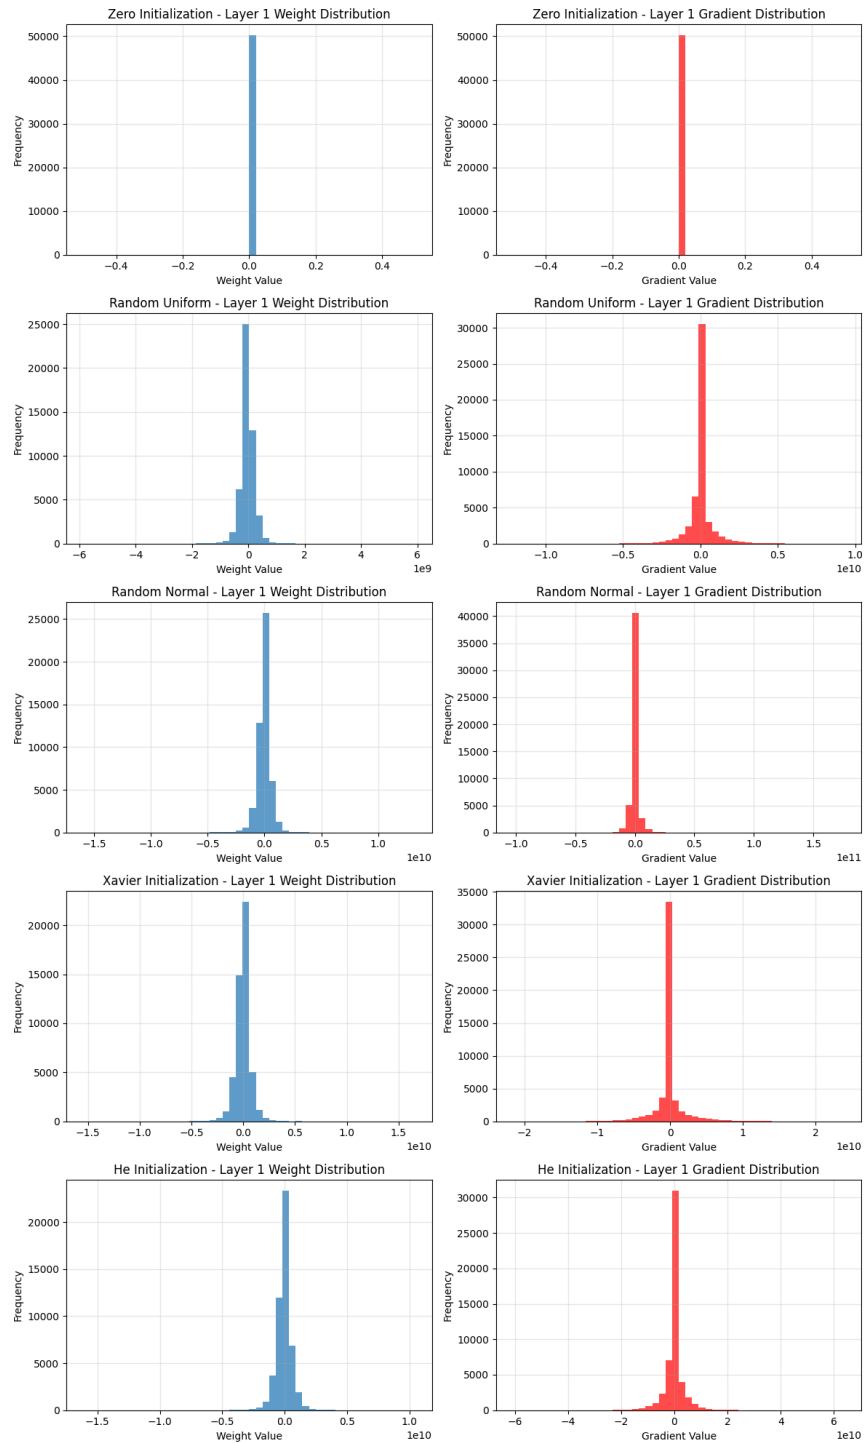 Zero Initialization - Layer 1 Weight Distribution
50000
40000
30000
20000
10000
0
Frequency
−0.4 −0.2 0.0 0.2 0.4
Weight Value
Zero Initialization - Layer 1 Gradient Distribution
50000
40000
30000
20000
10000
0
Frequency
−0.4 −0.2 0.0 0.2 0.4
Gradient Value
Random Uniform - Layer 1 Weight Distribution
25000
20000
15000
10000
5000
0
Frequency
−6 −4 −2 0 2 4 6
1e9
Weight Value
Random Uniform - Layer 1 Gradient Distribution
30000
25000
20000
15000
10000
5000
0
Frequency
−1.0 −0.5 0.0 0.5 1.0
1e10
Gradient Value
Random Normal - Layer 1 Weight Distribution
25000
20000
15000
10000
5000
0
Frequency
−1.5 −1.0 −0.5 0.0 0.5 1.0
1e10
Weight Value
Random Normal - Layer 1 Gradient Distribution
40000
35000
30000
25000
20000
15000
10000
5000
0
Frequency
−1.0 −0.5 0.0 0.5 1.0 1.5
1e11
Gradient Value
Xavier Initialization - Layer 1 Weight Distribution
20000
15000
10000
5000
0
Frequency
−1.5 −1.0 −0.5 0.0 0.5 1.0 1.5
1e10
Weight Value
Xavier Initialization - Layer 1 Gradient Distribution
35000
30000
25000
20000
15000
10000
5000
0
Frequency
−2 −1 0 1 2
1e10
Gradient Value
He Initialization - Layer 1 Weight Distribution
20000
15000
10000
5000
0
Frequency
−1.5 −1.0 −0.5 0.0 0.5 1.0
1e10
Weight Value
He Initialization - Layer 1 Gradient Distribution
30000
25000
20000
15000
10000
5000
0
Frequency
−6 −4 −2 0 2 4 6
1e10
Gradient Value